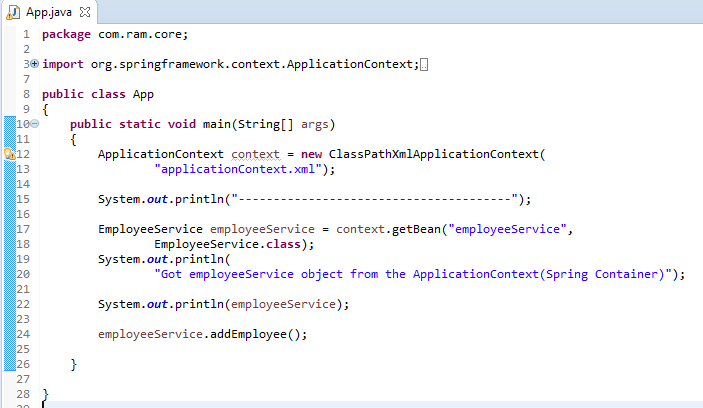 App.java
1 package com.ram.core;
2
3 import org.springframework.context.ApplicationContext;
7
8 public class App
9 {
10 public static void main(String[] args)
11 {
12 ApplicationContext context = new ClassPathXmlApplicationContext(
13 "applicationContext.xml");
14
15 System.out.println("---------------------------------------");
16
17 EmployeeService employeeService = context.getBean("employeeService",
18 EmployeeService.class);
19 System.out.println(
20 "Got employeeService object from the ApplicationContext(Spring Container)");
21
22 System.out.println(employeeService);
23
24 employeeService.addEmployee();
25
26 }
27
28 }
29